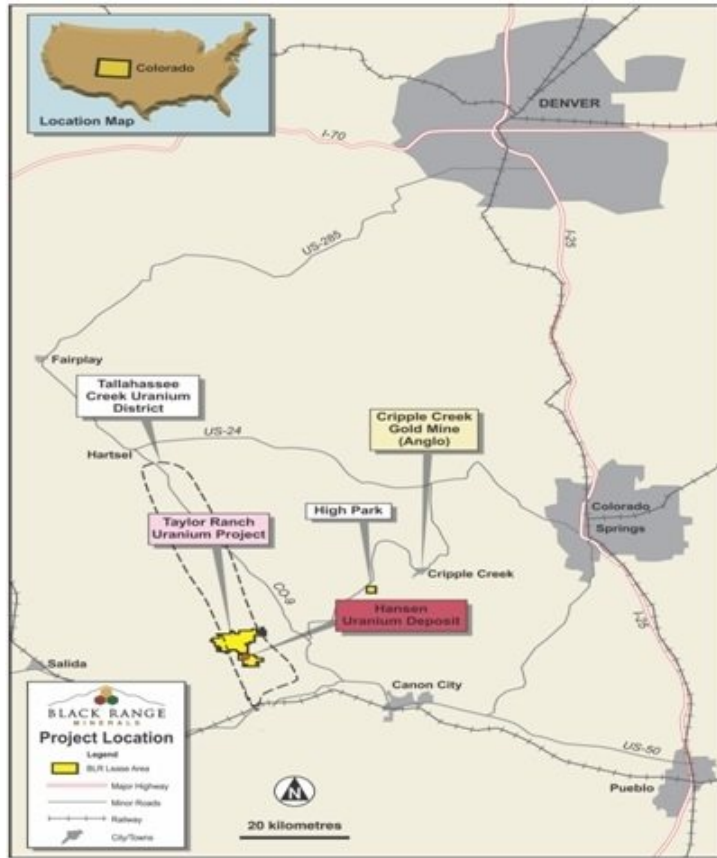 Colorado
Location Map
DENVER
I-70
I-25
US-285
Fairplay
Tallahassee
Creek Uranium
District
Cripple Creek
Gold Mine
(Anglo)
US-24
Hartsel
High Park
Colorado
Springs
Taylor Ranch
Uranium Project
Cripple Creek
CO-9
Hansen
Uranium Deposit
I-25
Salida
Canon City
BLACK RANGE
MINERALS
Project Location
Legend
BLR Lease Area
Major Highway
Minor Roads
Railway
City/Towns
US-50
Pueblo
N
20 kilometres